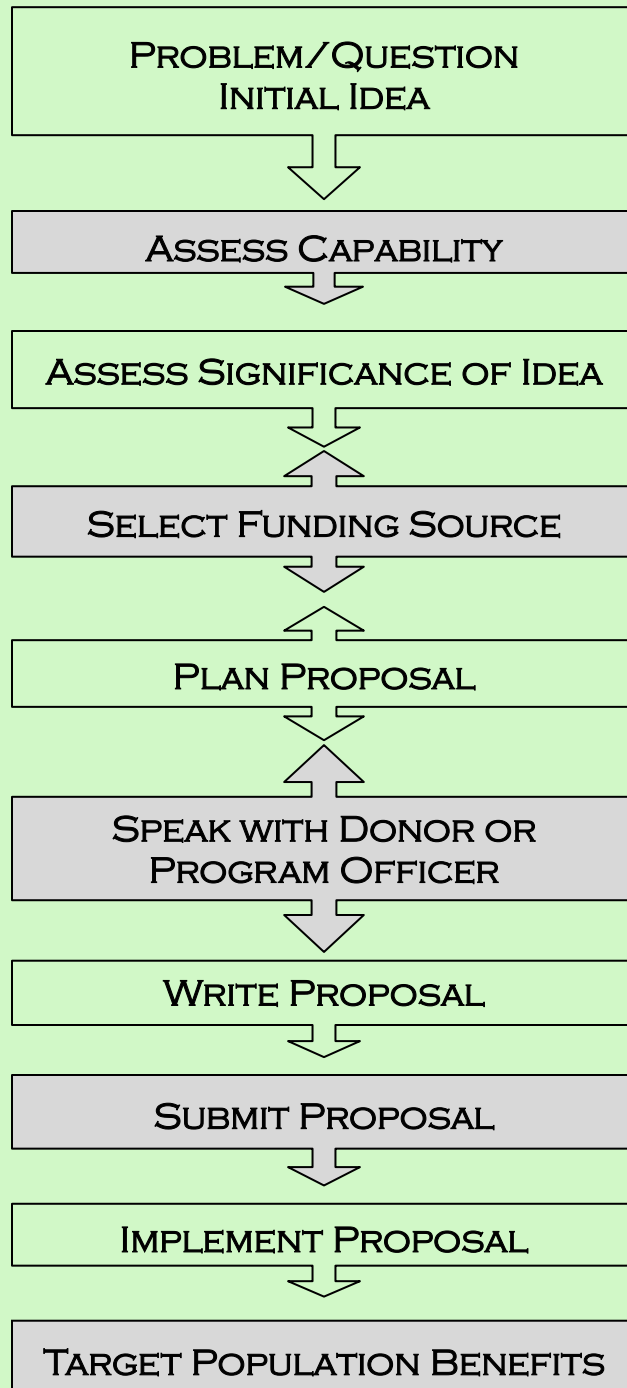 Problem/Question
Initial Idea
Assess Capability
Assess Significance of Idea
Select Funding Source
Plan Proposal
Speak with Donor or
Program Officer
Write Proposal
Submit Proposal
Implement Proposal
Target Population Benefits